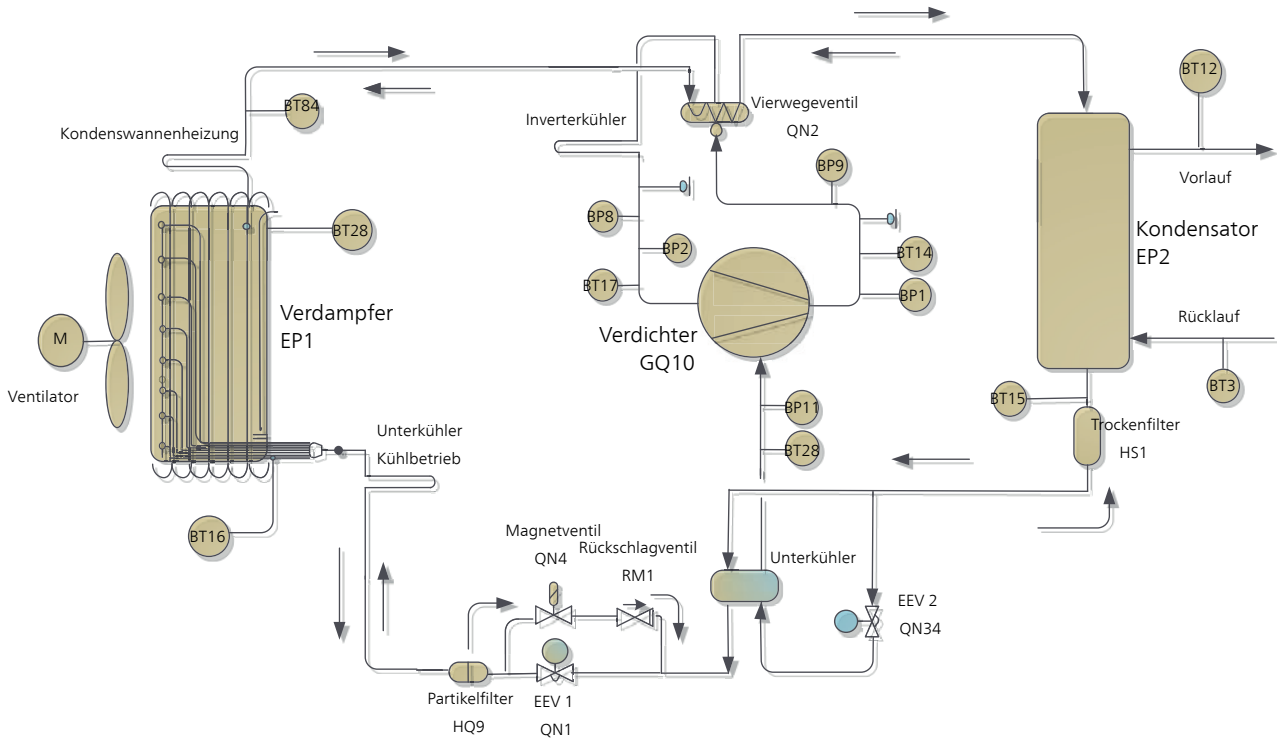 BT12
BT84
Vierwegeventil
QN2
Inverterkühler
Kondenswannenheizung
BP9
Vorlauf
BP8
BT28
Kondensator
EP2
BP2
BT14
BT17
BP1
Verdampfer
EP1
Rücklauf
Verdichter
GQ10
M
BT3
Ventilator
BT15
BP11
Trockenfilter
HS1
Unterkühler
Kühlbetrieb
BT28
BT16
Magnetventil
QN4
Rückschlagventil
RM1
Unterkühler
EEV 2
QN34
Partikelfilter
HQ9
EEV 1
QN1